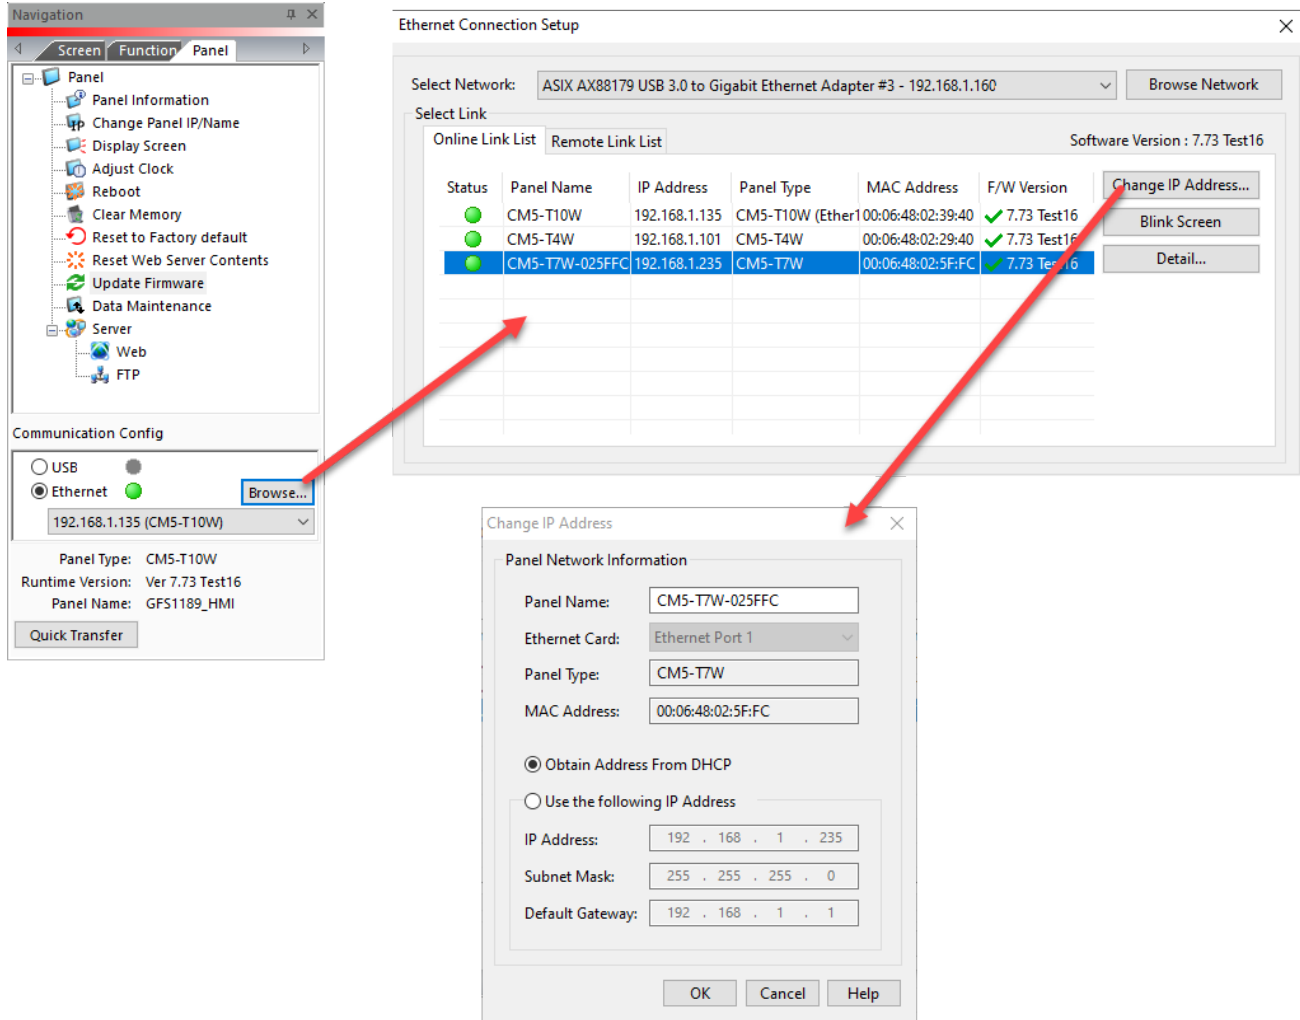 Navigation
Screen Function Panel
Panel
Panel Information
Change Panel IP/Name
Display Screen
Adjust Clock
Reboot
Clear Memory
Reset to Factory default
Reset Web Server Contents
Update Firmware
Data Maintenance
Server
Web
FTP
Communication Config
USB
Ethernet Browse...
192.168.1.135 (CM5-T10W)
Panel Type: CM5-T10W
Runtime Version: Ver 7.73 Test16
Panel Name: GFS1189_HMI
Quick Transfer
Ethernet Connection Setup
Select Network: ASIX AX88179 USB 3.0 to Gigabit Ethernet Adapter #3 - 192.168.1.160 Browse Network
Select Link
Online Link List Remote Link List Software Version : 7.73 Test16
Status Panel Name IP Address Panel Type MAC Address F/W Version Change IP Address...
CM5-T10W 192.168.1.135 CM5-T10W (Ether1 00:06:48:02:39:40 7.73 Test16 Blink Screen
CM5-T4W 192.168.1.101 CM5-T4W 00:06:48:02:29:40 7.73 Test16
CM5-T7W-025FFC 192.168.1.235 CM5-T7W 00:06:48:02:5F:FC 7.73 Test16 Detail...
Change IP Address
Panel Network Information
Panel Name: CM5-T7W-025FFC
Ethernet Card: Ethernet Port 1
Panel Type: CM5-T7W
MAC Address: 00:06:48:02:5F:FC
Obtain Address From DHCP
Use the following IP Address
IP Address: 192 . 168 . 1 . 235
Subnet Mask: 255 . 255 . 255 . 0
Default Gateway: 192 . 168 . 1 . 1
OK Cancel Help